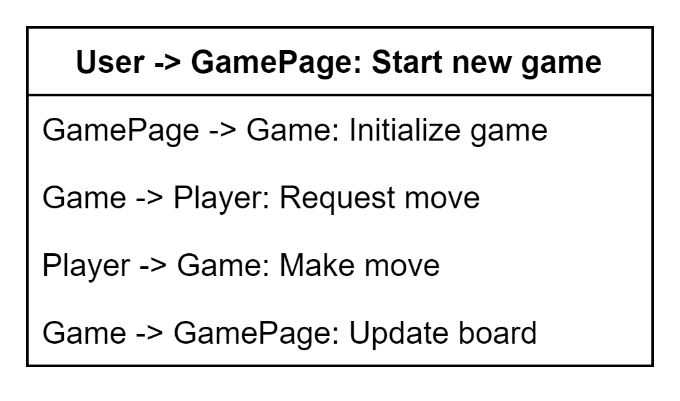 User -> GamePage: Start new game
GamePage -> Game: Initialize game
Game -> Player: Request move
Player -> Game: Make move
Game -> GamePage: Update board